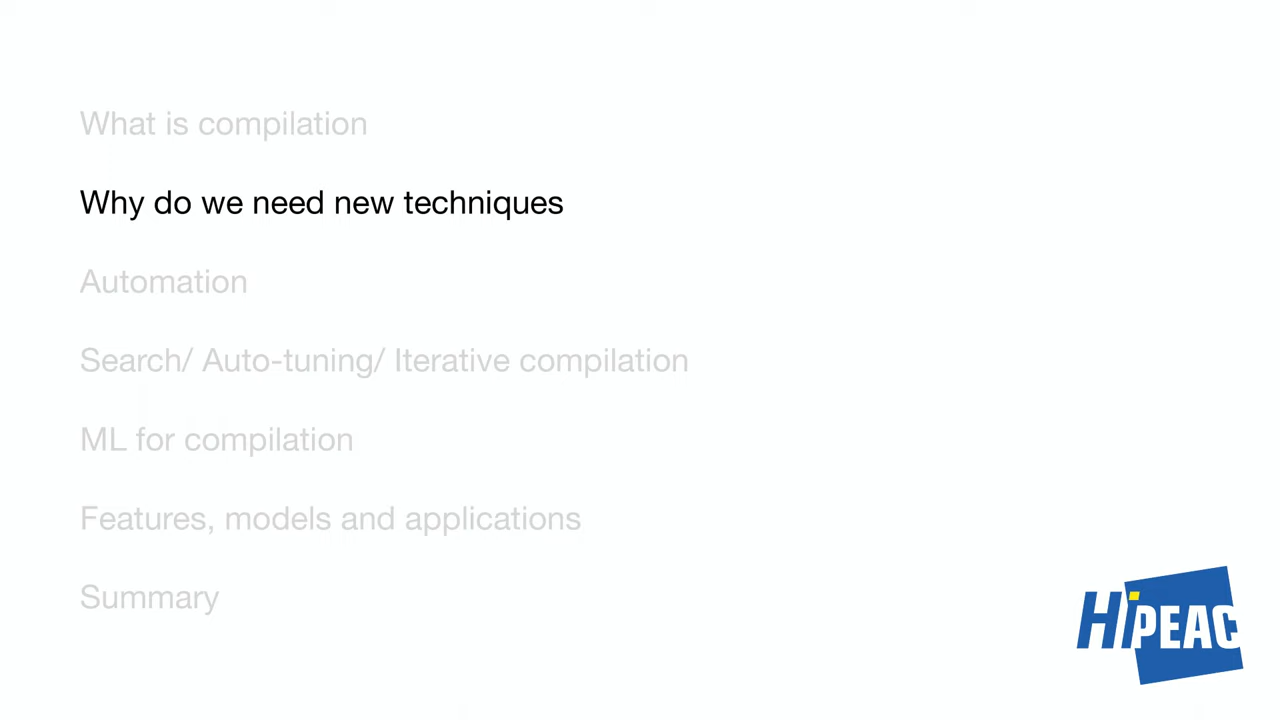 What is compilation
Why do we need new techniques
Automation
Search/ Auto-tuning/ Iterative compilation
ML for compilation
Features, models and applications
Summary
HiPEAC